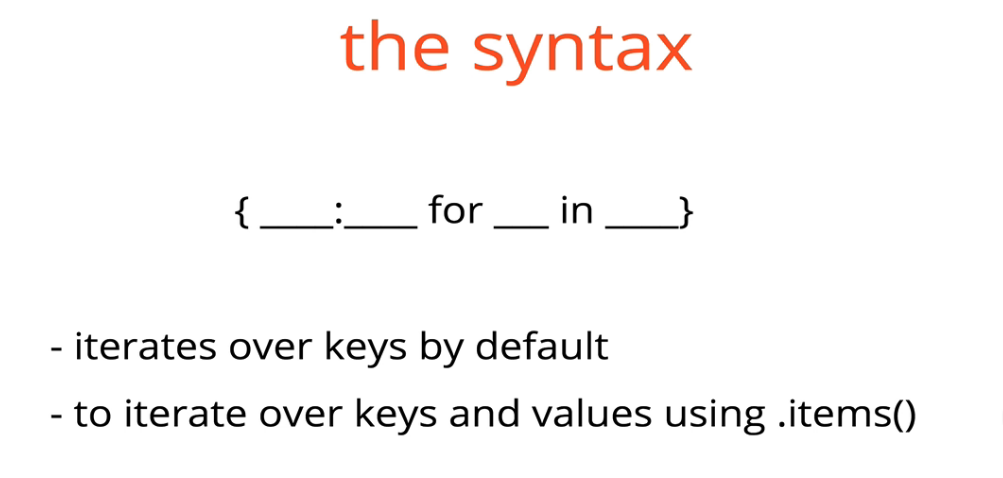 the syntax
{ ____:____ for ___ in ____}
- iterates over keys by default
- to iterate over keys and values using .items()